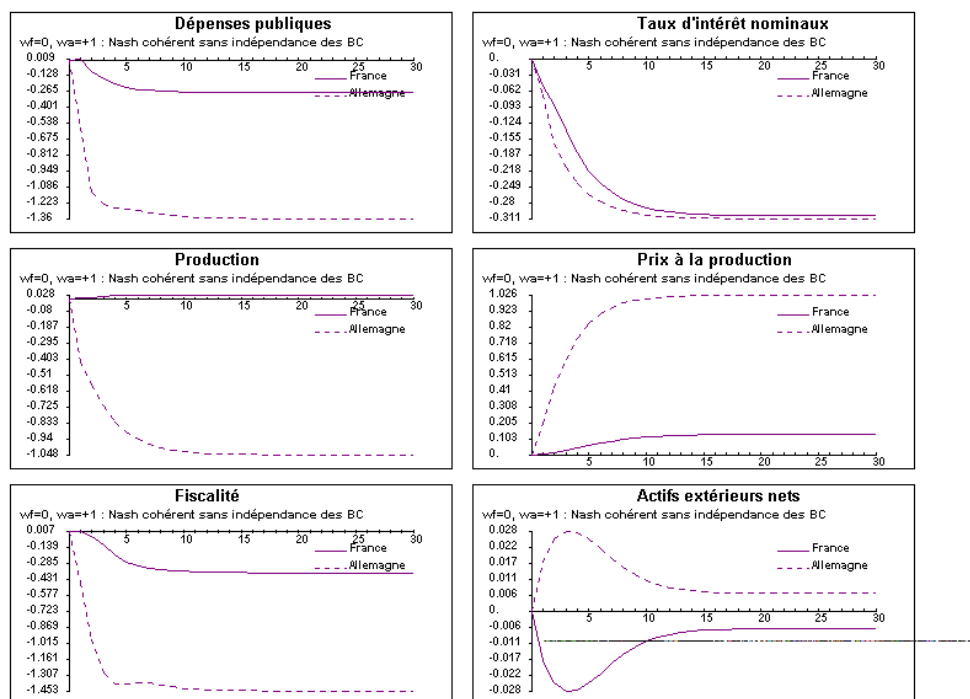 Dépenses publiques
wf=0, wa=+1 : Nash cohérent sans indépendance des BC
0.009
-0.128
-0.265
-0.401
-0.538
-0.675
-0.812
-0.949
-1.086
-1.223
-1.36
5 10 15 20 25 30
France
Allemagne
Taux d'intérêt nominaux
wf=0, wa=+1 : Nash cohérent sans indépendance des BC
0.
-0.031
-0.062
-0.093
-0.124
-0.155
-0.187
-0.218
-0.249
-0.28
-0.311
5 10 15 20 25 30
France
Allemagne
Production
wf=0, wa=+1 : Nash cohérent sans indépendance des BC
0.028
-0.08
-0.187
-0.295
-0.403
-0.51
-0.618
-0.725
-0.833
-0.94
-1.048
5 10 15 20 25 30
France
Allemagne
Prix à la production
wf=0, wa=+1 : Nash cohérent sans indépendance des BC
1.026
0.923
0.82
0.718
0.615
0.513
0.41
0.308
0.205
0.103
0.
5 10 15 20 25 30
France
Allemagne
Fiscalité
wf=0, wa=+1 : Nash cohérent sans indépendance des BC
0.007
-0.139
-0.285
-0.431
-0.577
-0.723
-0.869
-1.015
-1.161
-1.307
-1.453
5 10 15 20 25 30
France
Allemagne
Actifs extérieurs nets
wf=0, wa=+1 : Nash cohérent sans indépendance des BC
0.028
0.022
0.017
0.011
0.006
0.
-0.006
-0.011
-0.017
-0.022
-0.028
5 10 15 20 25 30
France
Allemagne